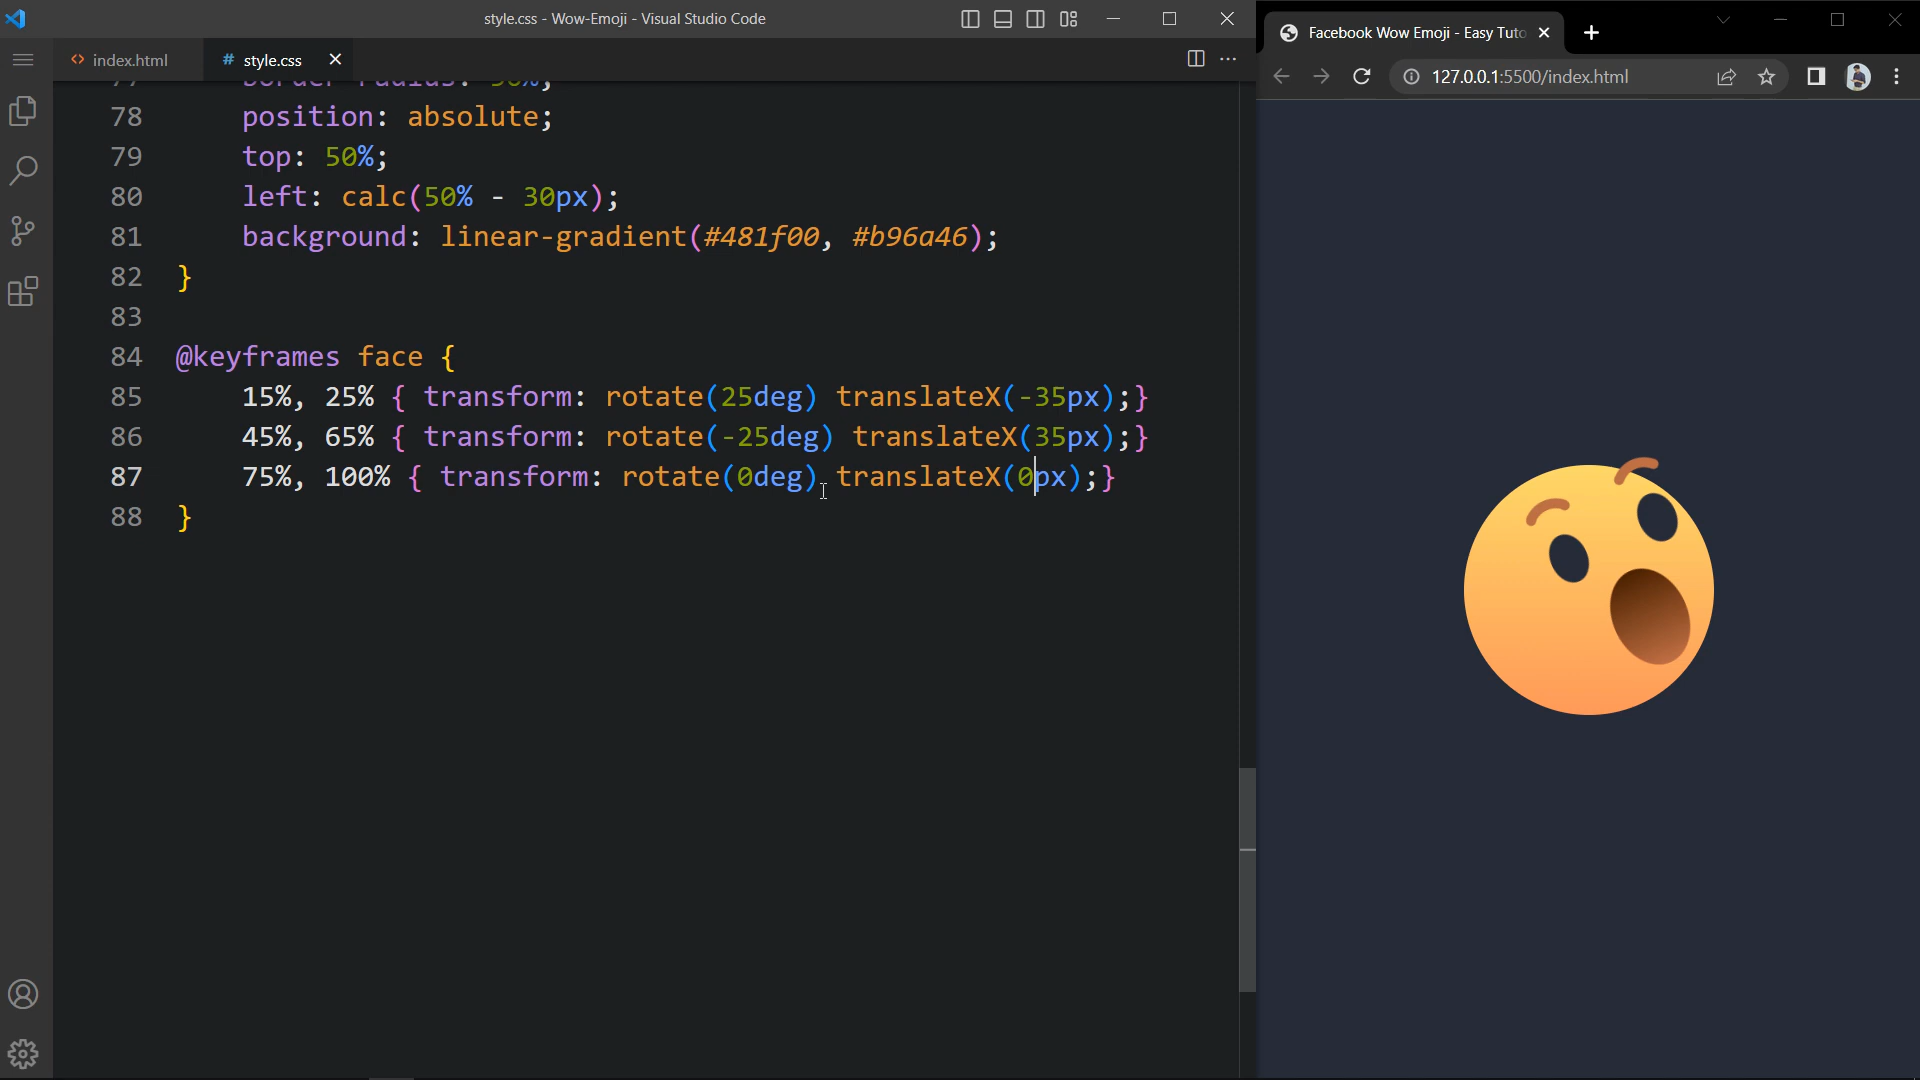 style.css - Wow-Emoji - Visual Studio Code
index.html
# style.css
78 position: absolute;
79 top: 50%;
80 left: calc(50% - 30px);
81 background: linear-gradient(#481f00, #b96a46);
82 }
83
84 @keyframes face {
85 15%, 25% { transform: rotate(25deg) translateX(-35px);}
86 45%, 65% { transform: rotate(-25deg) translateX(35px);}
87 75%, 100% { transform: rotate(0deg) translateX(0px);}
88 }
Facebook Wow Emoji - Easy Tuto
127.0.0.1:5500/index.html